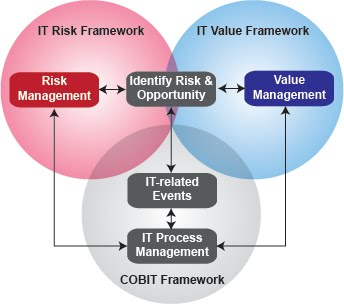 IT Risk Framework
IT Value Framework
Risk
Management
Identify Risk &
Opportunity
Value
Management
IT-related
Events
IT Process
Management
COBIT Framework